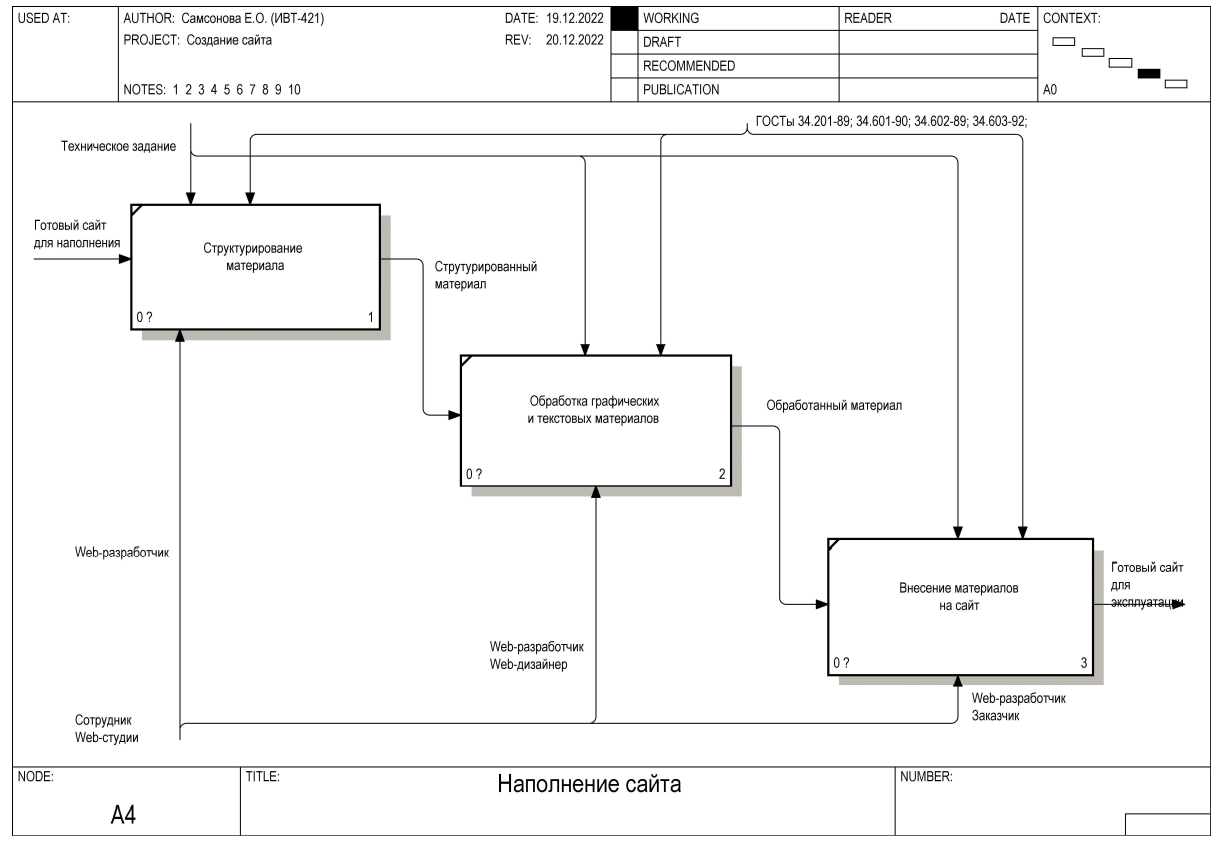 USED AT:
AUTHOR: Самсонова Е.О. (ИВТ-421)
DATE: 19.12.2022
PROJECT: Создание сайта
REV: 20.12.2022
NOTES: 1 2 3 4 5 6 7 8 9 10
WORKING
DRAFT
RECOMMENDED
PUBLICATION
READER
DATE
CONTEXT:
A0
ГОСТы 34.201-89; 34.601-90; 34.602-89; 34.603-92;
Техническое задание
Готовый сайт
для наполнения
Структурирование
материала
0 ?
1
Струтурированный
материал
Обработка графических
и текстовых материалов
0 ?
2
Обработанный материал
Web-разработчик
Внесение материалов
на сайт
0 ?
3
Готовый сайт
для
эксплуатации
Web-разработчик
Web-дизайнер
Web-разработчик
Заказчик
Сотрудник
Web-студии
NODE:
A4
TITLE:
Наполнение сайта
NUMBER: